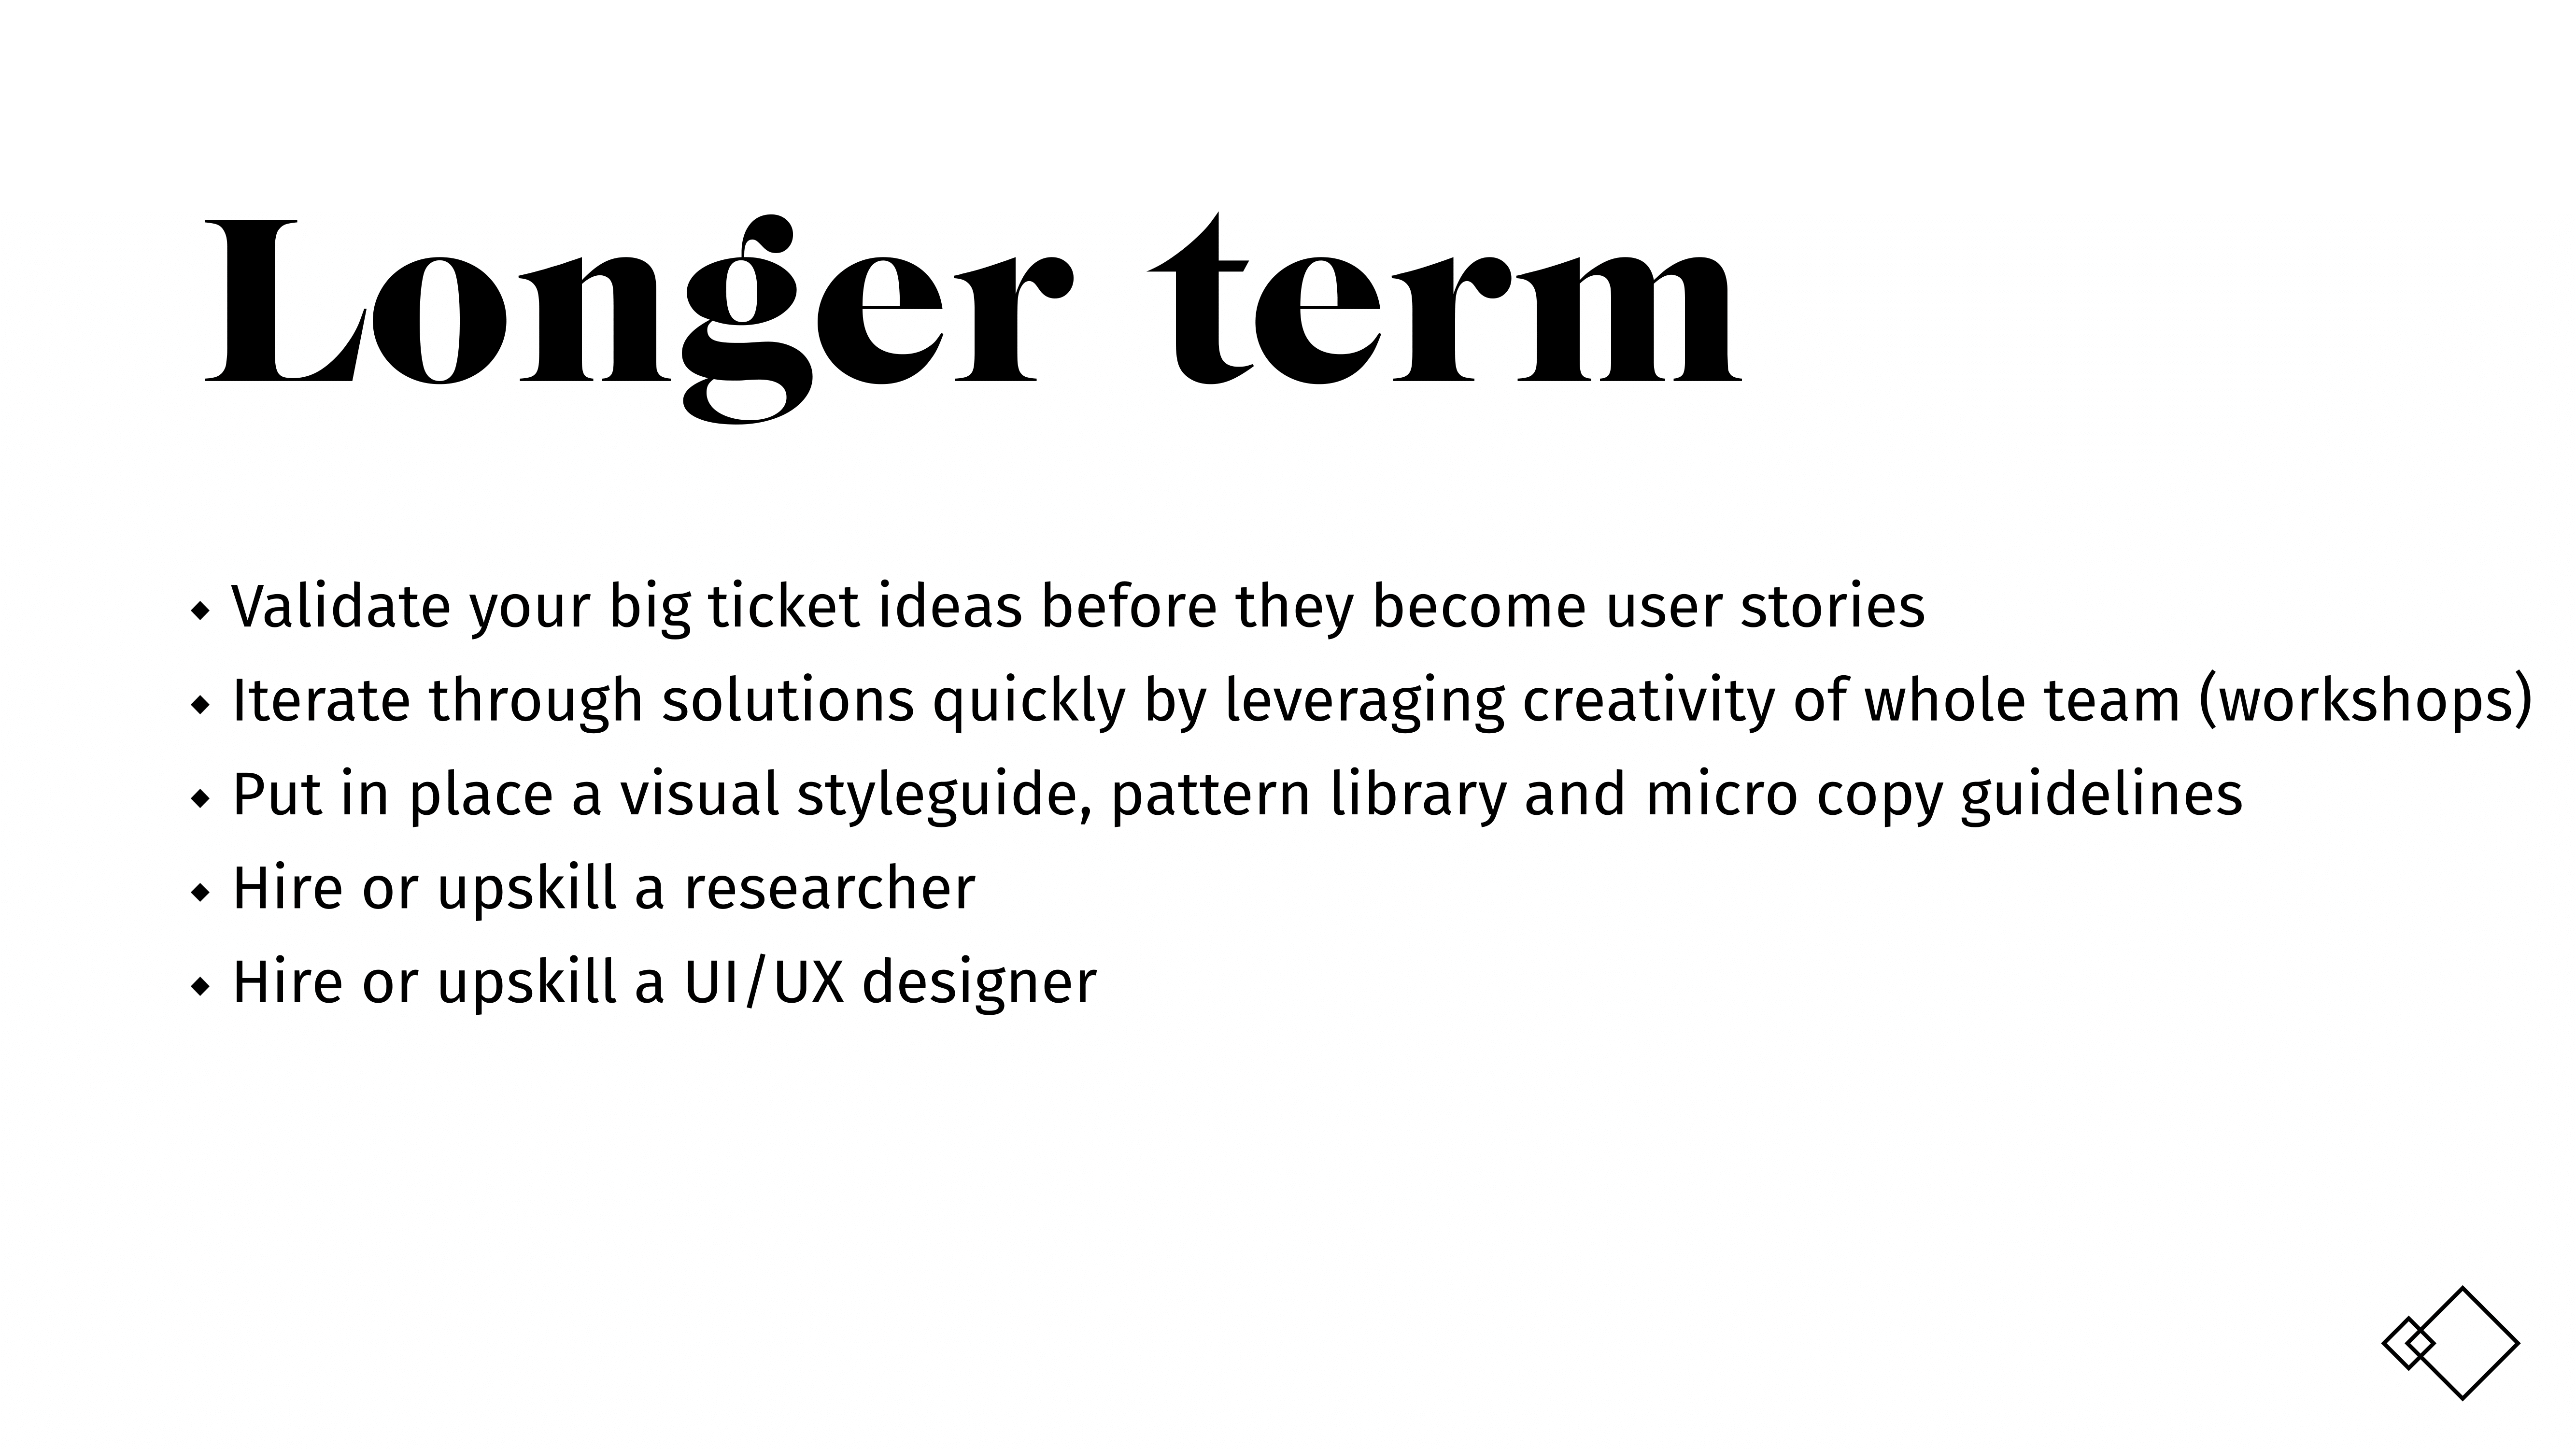 Longer term
◆ Validate your big ticket ideas before they become user stories
◆ Iterate through solutions quickly by leveraging creativity of whole team (workshops)
◆ Put in place a visual styleguide, pattern library and micro copy guidelines
◆ Hire or upskill a researcher
◆ Hire or upskill a UI/UX designer